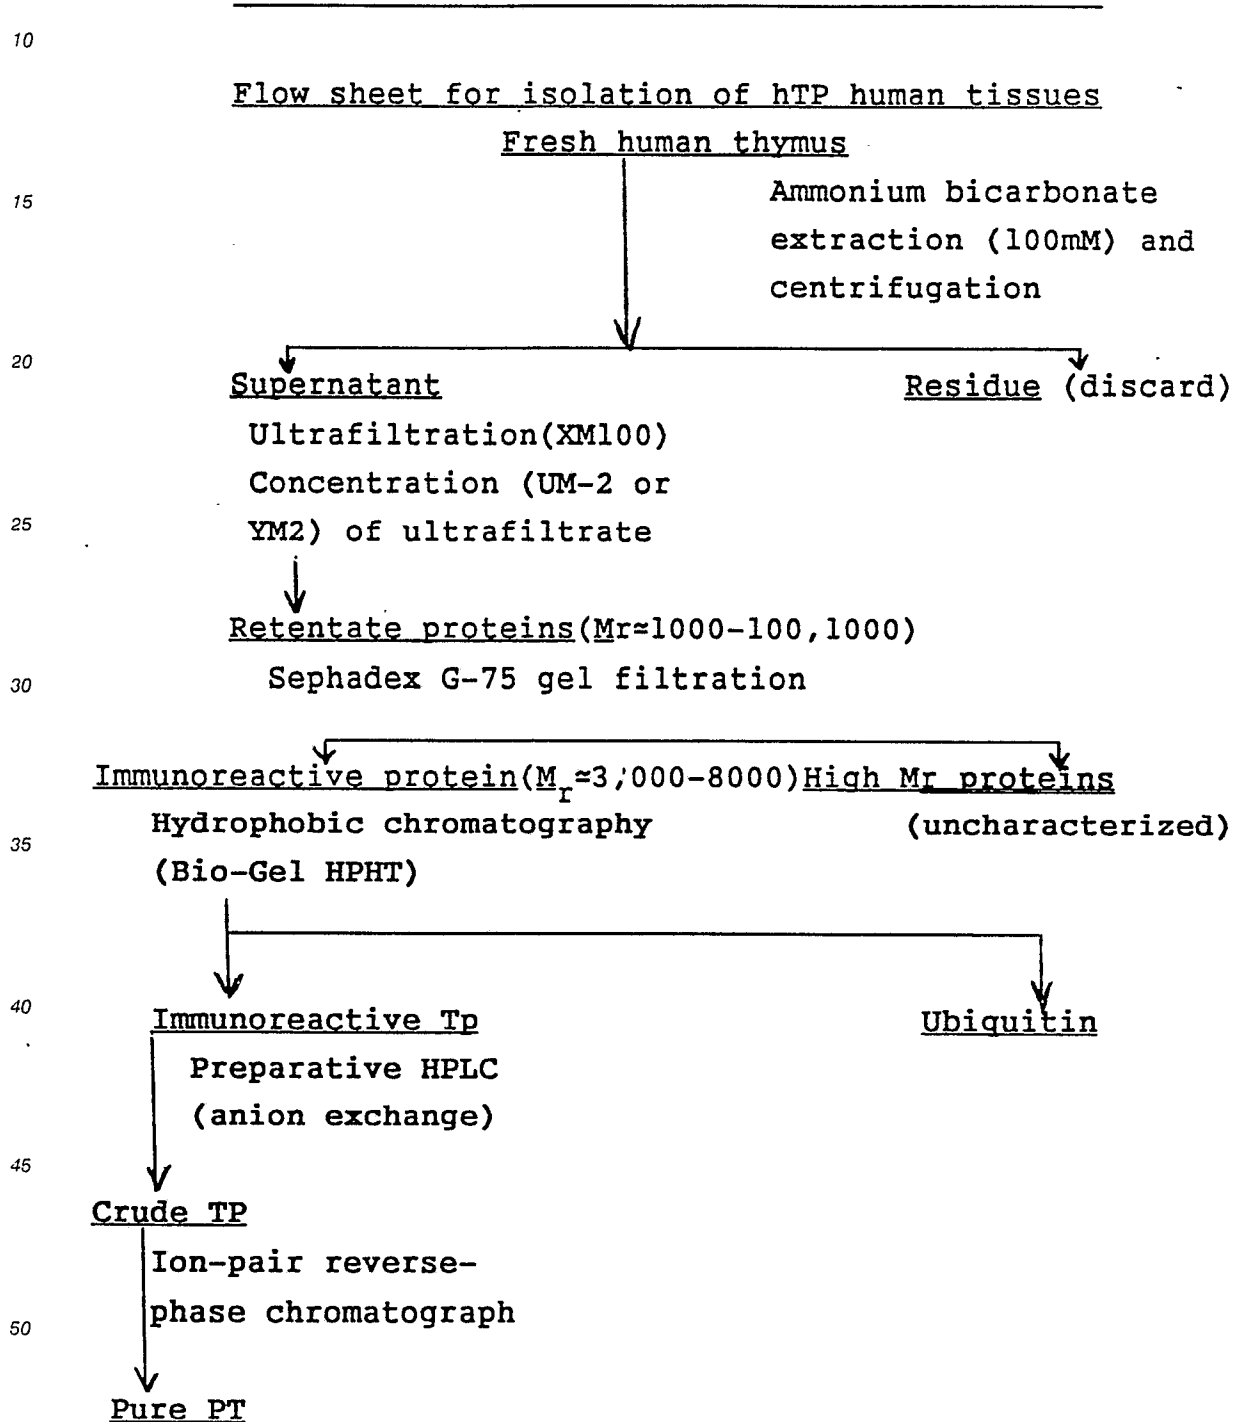 10
Flow sheet for isolation of hTP human tissues
Fresh human thymus
15
Ammonium bicarbonate
extraction (100mM) and
centrifugation
20
Supernatant Residue (discard)
Ultrafiltration(XM100)
Concentration (UM-2 or
25
YM2) of ultrafiltrate
Retentate proteins(Mr≈1000-100,1000)
30
Sephadex G-75 gel filtration
Immunoreactive protein(Mr≈3,000-8000)High Mr proteins
Hydrophobic chromatography (uncharacterized)
35
(Bio-Gel HPHT)
40
Immunoreactive Tp Ubiquitin
Preparative HPLC
(anion exchange)
45
Crude TP
Ion-pair reverse-
phase chromatograph
50
Pure PT